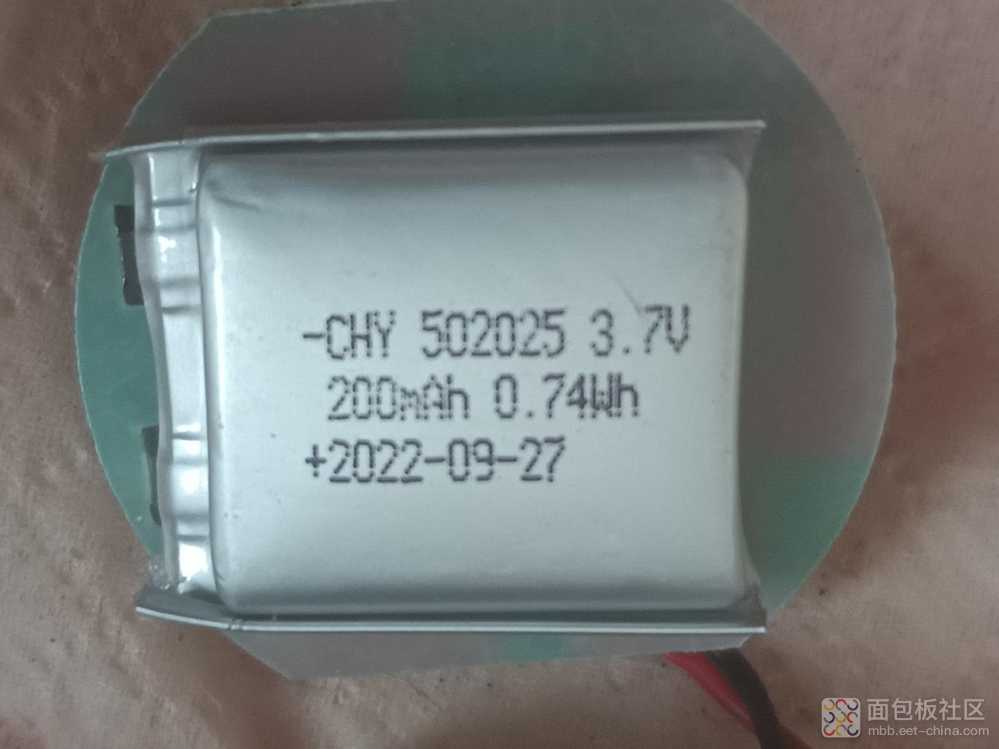 -CHY 502025 3.7V
200mAh 0.74Wh
+2022-09-27
面包板社区
mbb.eet-china.com